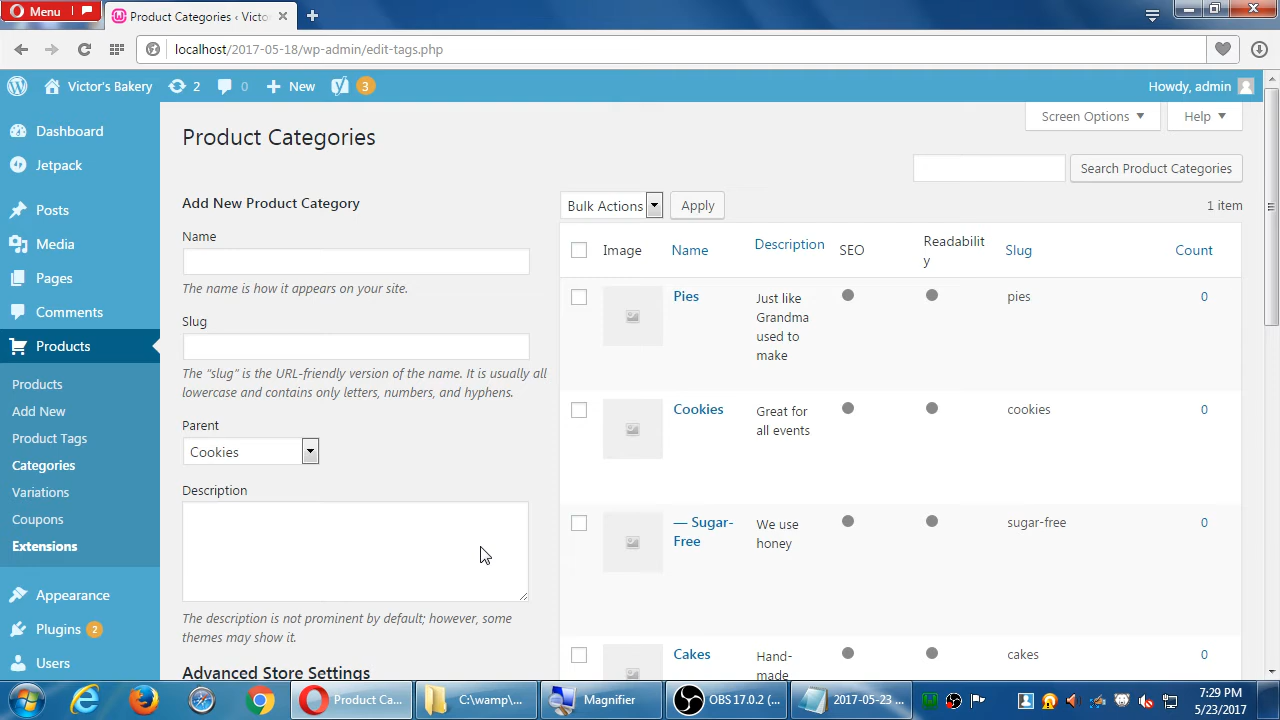 Menu
Product Categories ‹ Victor
localhost/2017-05-18/wp-admin/edit-tags.php
Victor's Bakery 2 0 New 3 Howdy, admin
Dashboard
Jetpack
Posts
Media
Pages
Comments
Products
Products
Add New
Product Tags
Categories
Variations
Coupons
Extensions
Appearance
Plugins 2
Users
Screen Options Help
Product Categories
Search Product Categories
Add New Product Category
Name
The name is how it appears on your site.
Slug
The "slug" is the URL-friendly version of the name. It is usually all
lowercase and contains only letters, numbers, and hyphens.
Parent
Cookies
Description
The description is not prominent by default; however, some
themes may show it.
Advanced Store Settings
Bulk Actions Apply 1 item
Image Name Description SEO Readabilit
y Slug Count
Pies Just like
Grandma
used to
make pies 0
Cookies Great for
all events cookies 0
— Sugar-
Free We use
honey sugar-free 0
Cakes Hand-
made cakes 0
Product Ca...
C:\wamp\...
Magnifier
OBS 17.0.2 (...
2017-05-23 ...
7:29 PM
5/23/2017